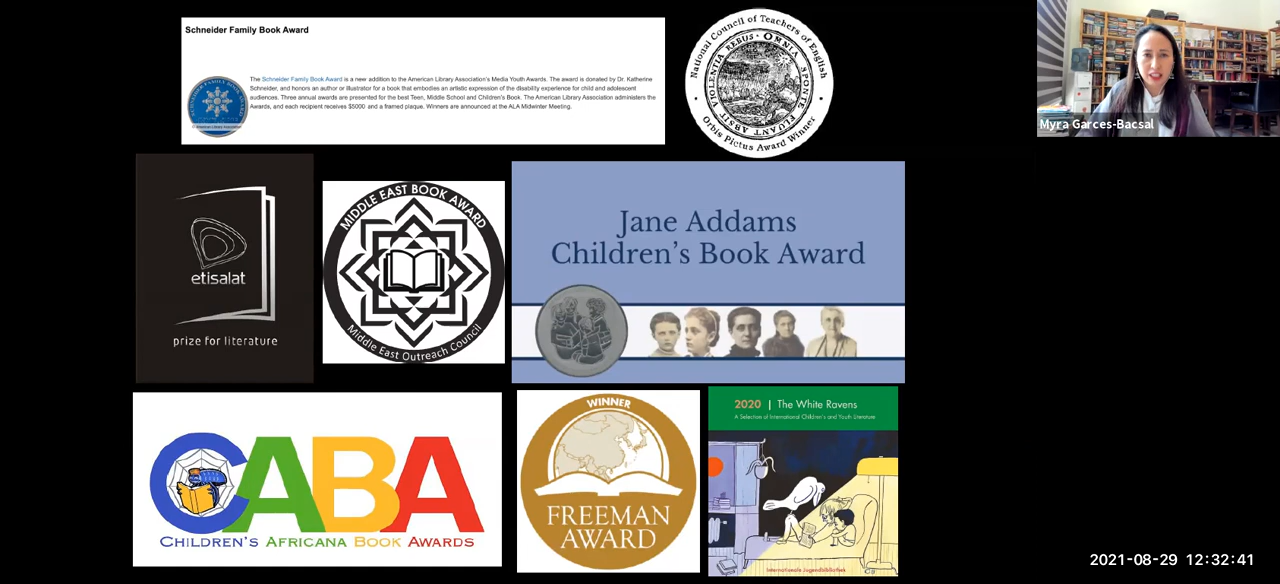 Schneider Family Book Award
The Schneider Family Book Award is a new addition to the American Library Association's Media Youth Awards. The award is donated by Dr. Katherine
Schneider, and honors an author or illustrator for a book that embodies an artistic expression of the disability experience for child and adolescent
audiences. Three annual awards are presented for the best Teen, Middle School and Children's Book. The American Library Association administers the
Awards, and each recipient receives $5000 and a framed plaque. Winners are announced at the ALA Midwinter Meeting.
SCHNEIDER FAMILY BOOK AWARD
© American Library Association
National Council of Teachers of English
REBUS • OMNIA SPONTE FLUANT ABSIT VIOLENTIA
• Orbis Pictus Award Winner •
Myra Garces-Bacsal
etisalat
prize for literature
MIDDLE EAST BOOK AWARD
Middle East Outreach Council
Jane Addams
Children's Book Award
CABA
CHILDREN'S AFRICANA BOOK AWARDS
WINNER
FREEMAN
AWARD
2020 | The White Ravens
A Selection of International Children's and Youth Literature
Internationale Jugendbibliothek
2021-08-29 12:32:41